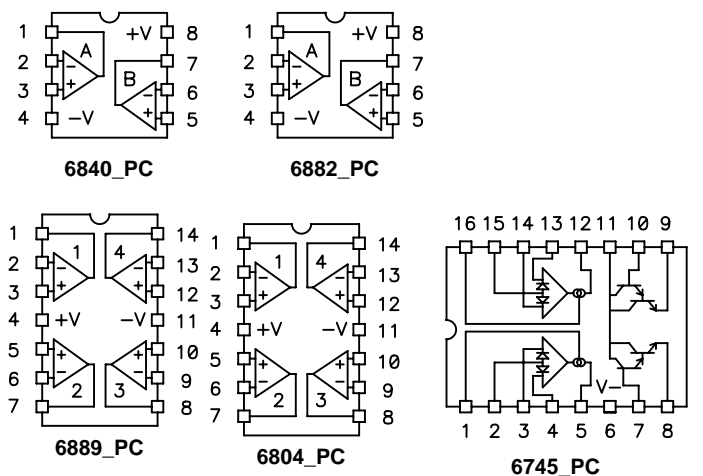 1 A +V 8
2 − 7
3 + B − 6
4 −V + 5
6840_PC
1 A +V 8
2 − 7
3 + B − 6
4 −V + 5
6882_PC
1 1 4 14
2 − − 13
3 + + 12
4 +V −V 11
5 + + 10
6 − − 9
7 2 3 8
6889_PC
1 1 4 14
2 − − 13
3 + + 12
4 +V −V 11
5 + + 10
6 − − 9
7 2 3 8
6804_PC
16 15 14 13 12 11 10 9
V−
1 2 3 4 5 6 7 8
6745_PC